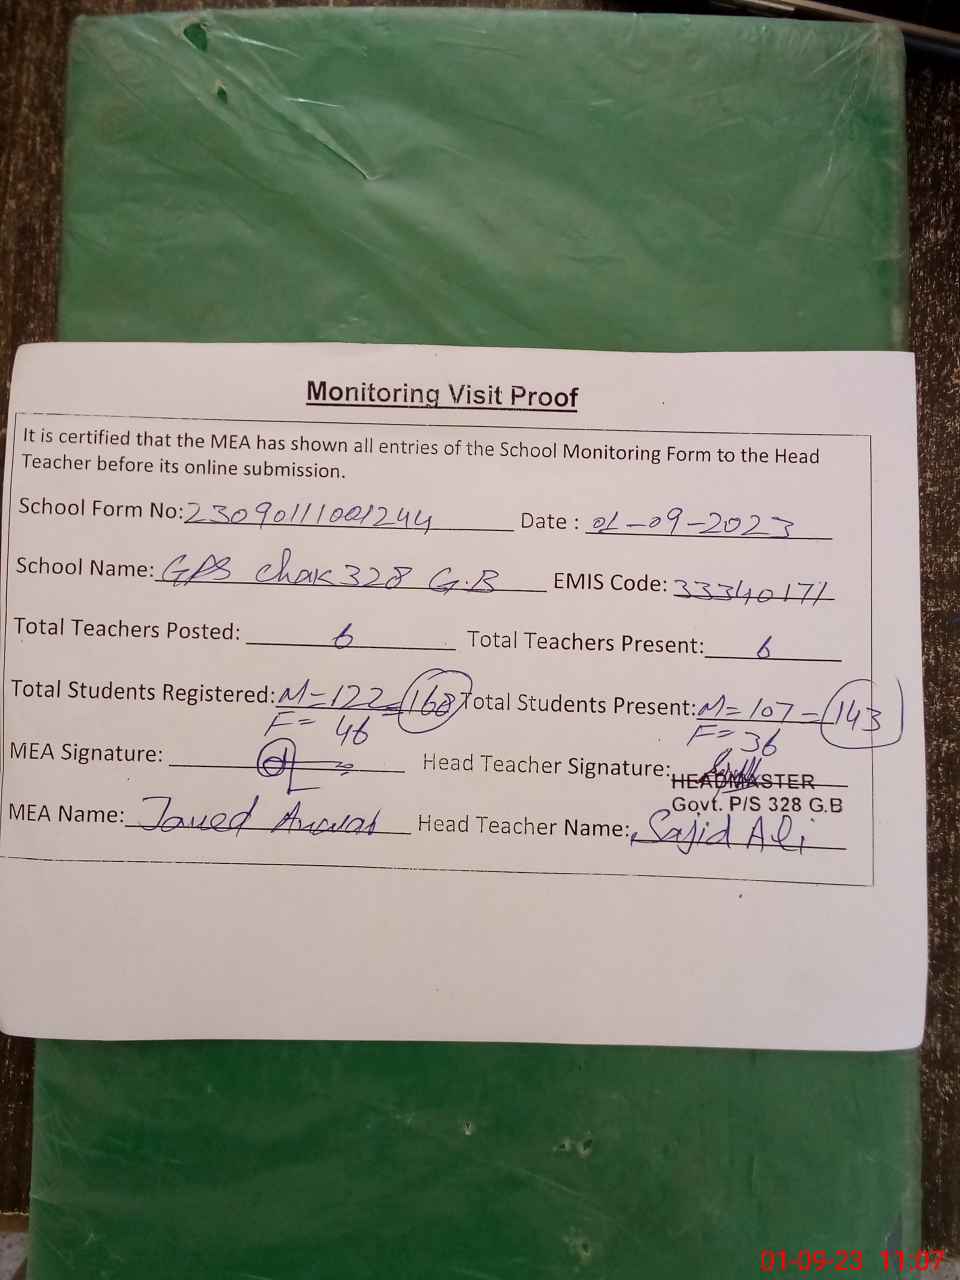 Monitoring Visit Proof
It is certified that the MEA has shown all entries of the School Monitoring Form to the Head
Teacher before its online submission.
School Form No: 23090111001244 Date : 01-09-2023
School Name: GPS Chak 328 G.B EMIS Code: 33340171
Total Teachers Posted: 6 Total Teachers Present: 6
Total Students Registered: M=122=168 Total Students Present: M=107=143
F=46 F=36
MEA Signature: Head Teacher Signature:
HEADMASTER
Govt. P/S 328 G.B
MEA Name: Javed Anwar Head Teacher Name: Sajid Ali
01-09-23 11:07